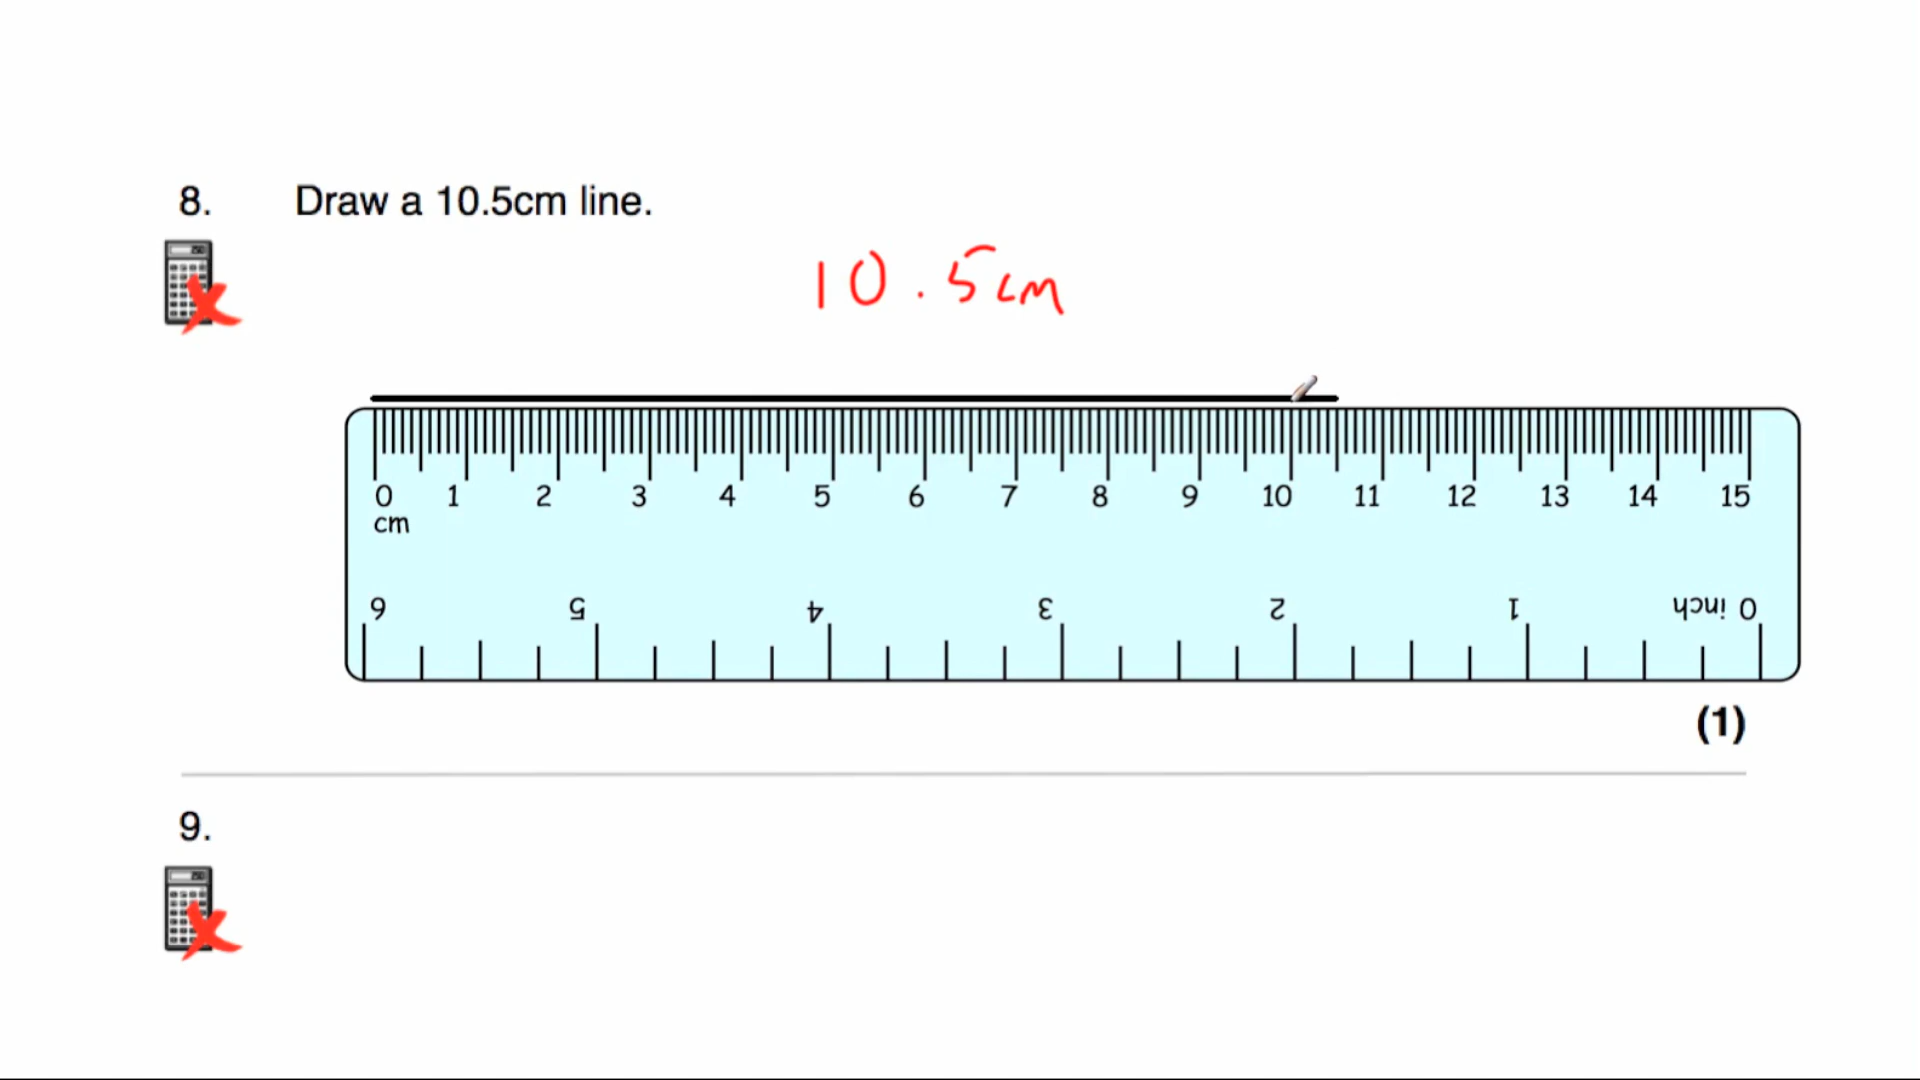 8. Draw a 10.5cm line.
10.5cm
0 1 2 3 4 5 6 7 8 9 10 11 12 13 14 15
cm
6 5 4 3 2 1 0 inch
(1)
9.